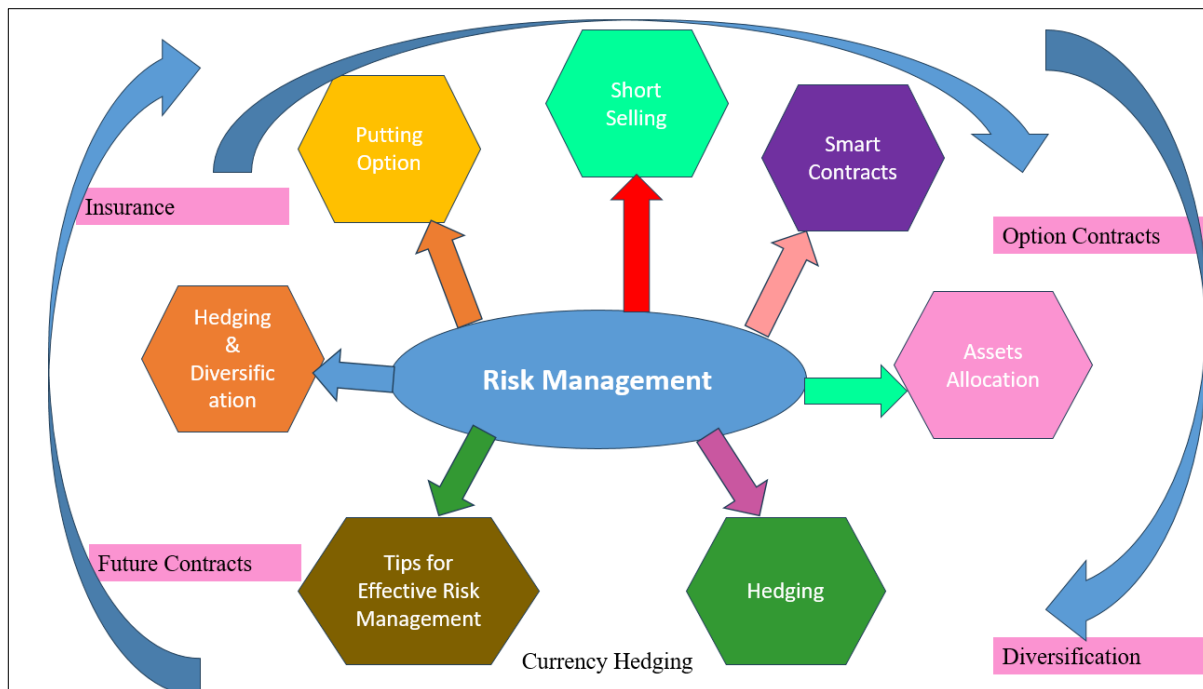 Short
Selling
Putting
Option
Smart
Contracts
Insurance
Option Contracts
Hedging
&
Diversific
ation
Risk Management
Assets
Allocation
Future Contracts
Tips for
Effective Risk
Management
Hedging
Currency Hedging
Diversification